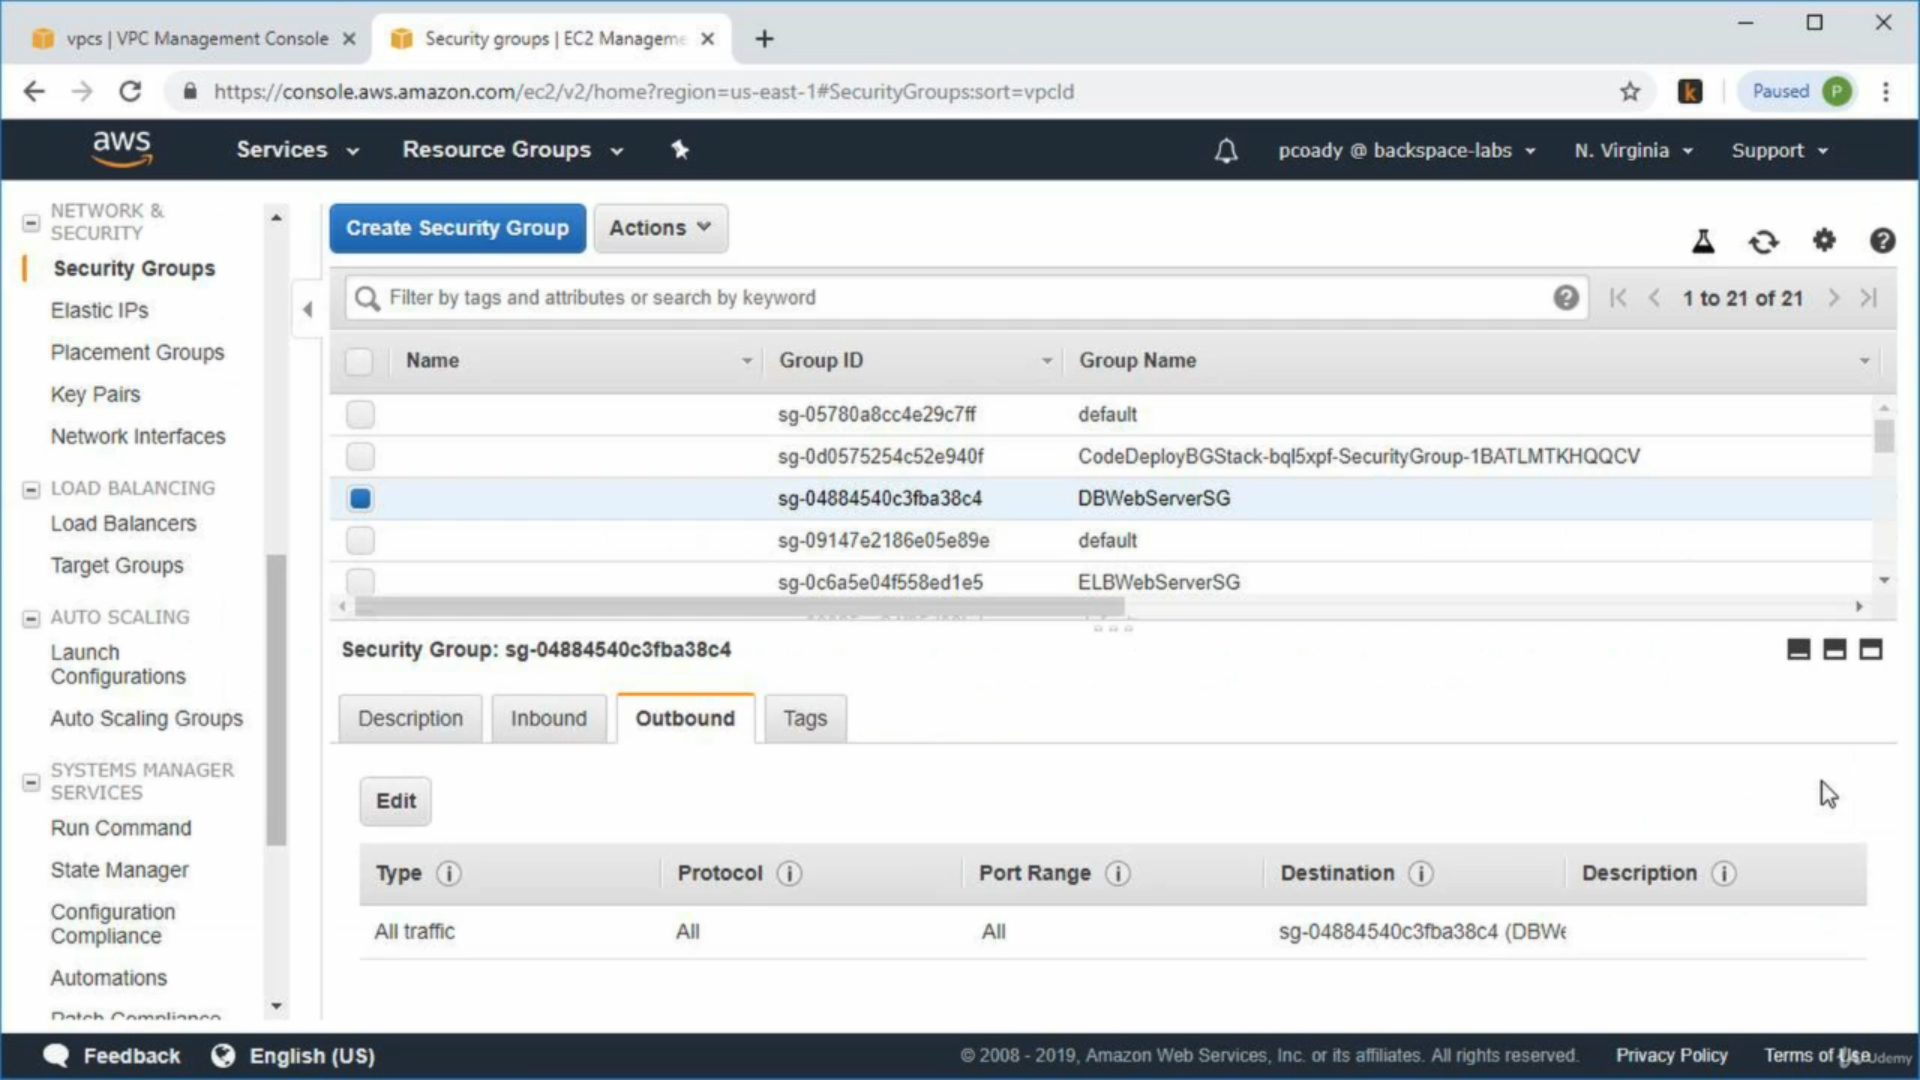 vpcs | VPC Management Console
Security groups | EC2 Manageme
https://console.aws.amazon.com/ec2/v2/home?region=us-east-1#SecurityGroups:sort=vpcId
k
Paused
P
aws
Services
Resource Groups
pcoady @ backspace-labs
N. Virginia
Support
NETWORK &
SECURITY
Security Groups
Elastic IPs
Placement Groups
Key Pairs
Network Interfaces
LOAD BALANCING
Load Balancers
Target Groups
AUTO SCALING
Launch
Configurations
Auto Scaling Groups
SYSTEMS MANAGER
SERVICES
Run Command
State Manager
Configuration
Compliance
Automations
Patch Compliance
Create Security Group
Actions
Filter by tags and attributes or search by keyword
1 to 21 of 21
Name Group ID Group Name
sg-05780a8cc4e29c7ff default
sg-0d0575254c52e940f CodeDeployBGStack-bql5xpf-SecurityGroup-1BATLMTKHQQCV
sg-04884540c3fba38c4 DBWebServerSG
sg-09147e2186e05e89e default
sg-0c6a5e04f558ed1e5 ELBWebServerSG
Security Group: sg-04884540c3fba38c4
Description Inbound Outbound Tags
Edit
Type Protocol Port Range Destination Description
All traffic All All sg-04884540c3fba38c4 (DBWe
Feedback
English (US)
© 2008 - 2019, Amazon Web Services, Inc. or its affiliates. All rights reserved.
Privacy Policy
Terms of Use
Udemy